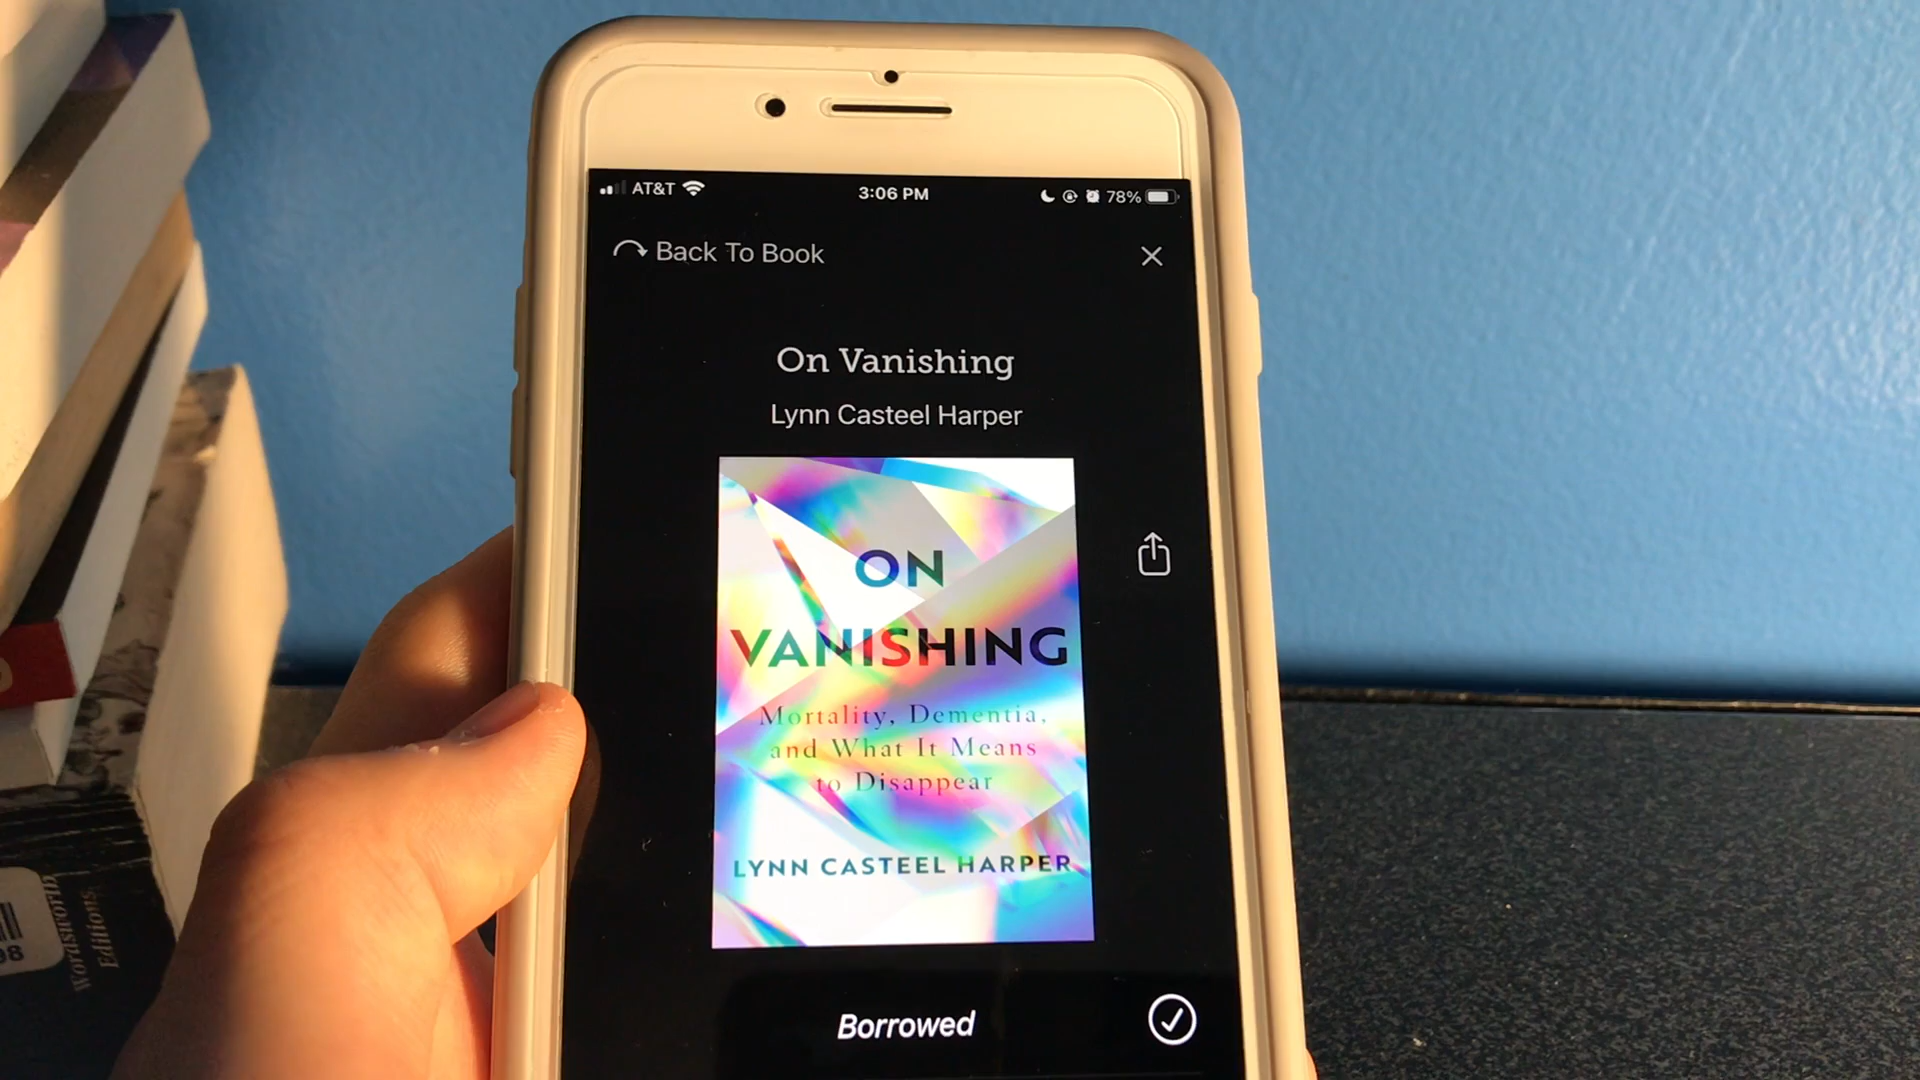 AT&T
3:06 PM
78%
Back To Book
On Vanishing
Lynn Casteel Harper
ON
VANISHING
Mortality, Dementia,
and What It Means
to Disappear
LYNN CASTEEL HARPER
Borrowed
Wordsworth
Editions
98